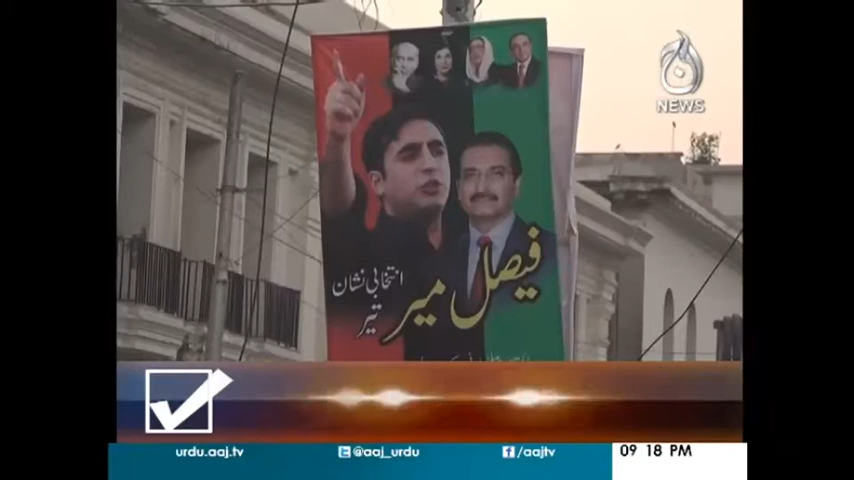 NEWS
انتخابی نشان
تیر
فیصل میر
urdu.aaj.tv
@aaj_urdu
/aajtv
09 18 PM